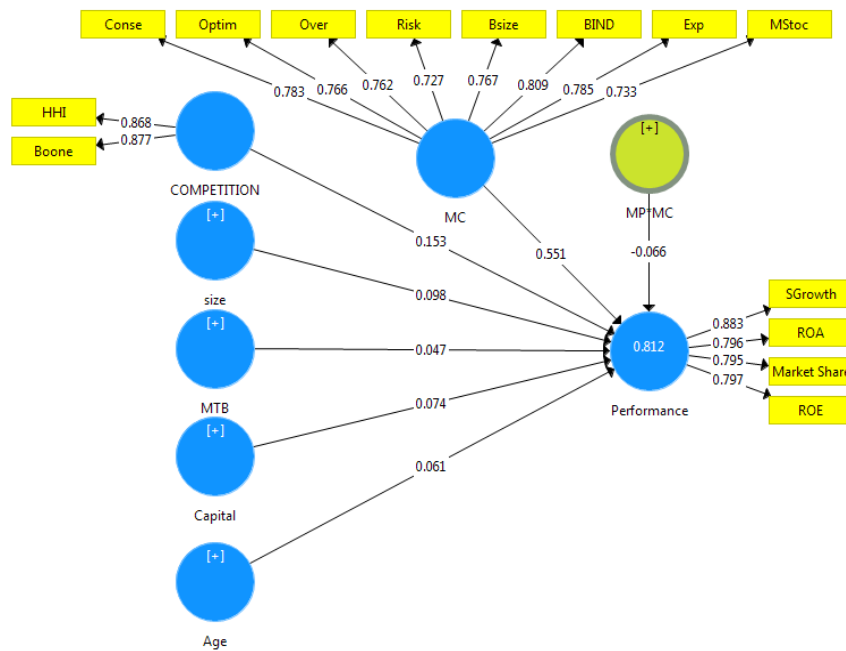 Conse Optim Over Risk Bsize BIND Exp MStoc
0.783 0.766 0.762 0.727 0.767 0.809 0.785 0.733
HHI
0.868
Boone
0.877
COMPETITION
MC
[+]
MP*MC
[+]
size
0.153
0.551
-0.066
0.098
[+]
MTB
0.047
0.812
Performance
0.883
SGrowth
0.796
ROA
0.795
Market Share
0.797
ROE
[+]
Capital
0.074
[+]
Age
0.061